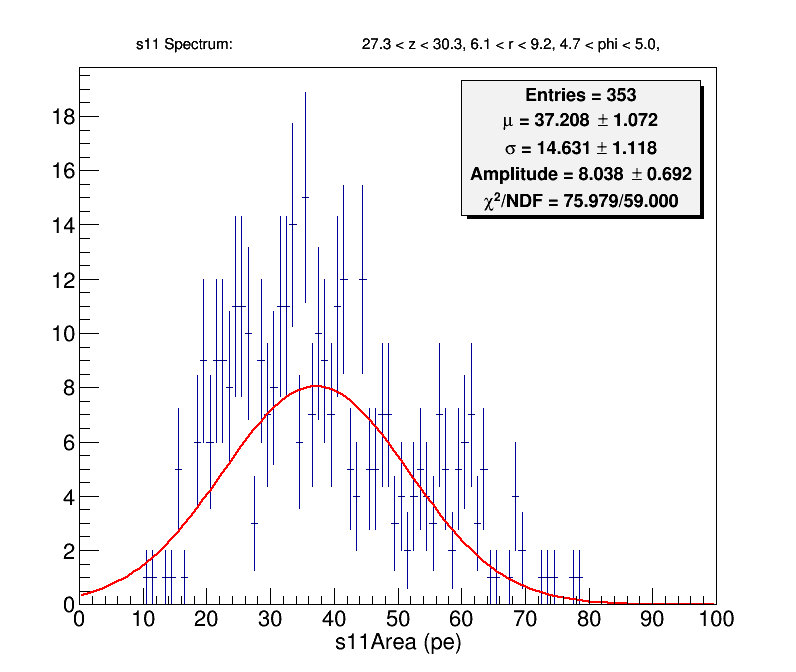 s11 Spectrum: 27.3 < z < 30.3, 6.1 < r < 9.2, 4.7 < phi < 5.0,
Entries = 353
μ = 37.208 ± 1.072
σ = 14.631 ± 1.118
Amplitude = 8.038 ± 0.692
χ²/NDF = 75.979/59.000
18
16
14
12
10
8
6
4
2
0
0 10 20 30 40 50 60 70 80 90 100
s11Area (pe)